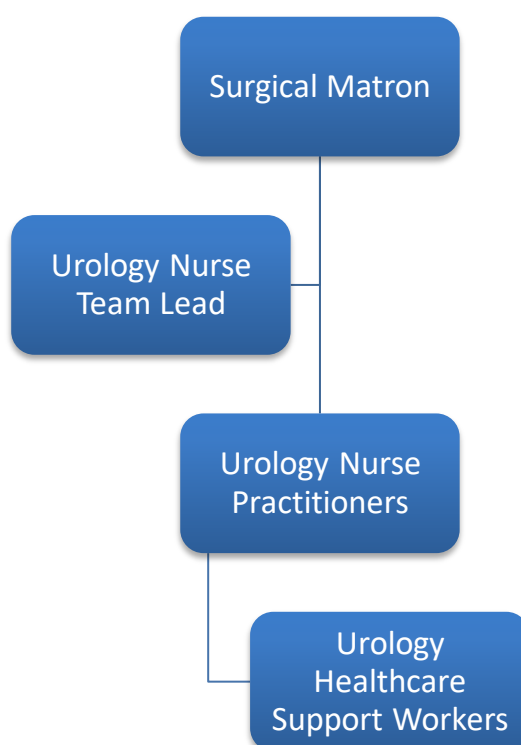 Surgical Matron
Urology Nurse
Team Lead
Urology Nurse
Practitioners
Urology
Healthcare
Support Workers